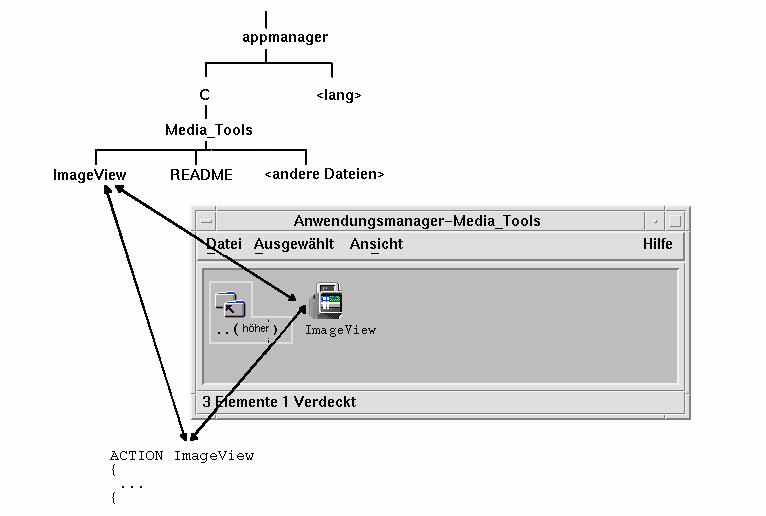 appmanager
C <lang>
Media_Tools
ImageView README <andere Dateien>
Anwendungsmanager-Media_Tools
Datei Ausgewählt Ansicht Hilfe
..(höher) ImageView
3 Elemente 1 Verdeckt
ACTION ImageView
{
...
{